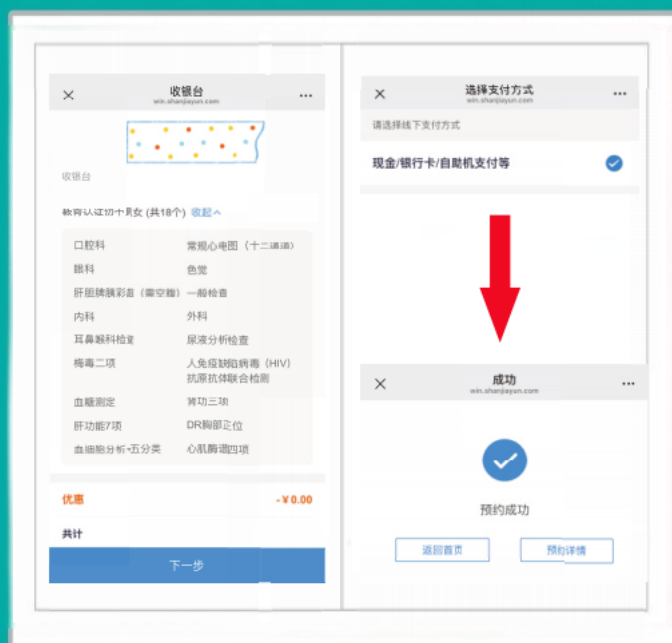 收银台
win.shanjiayun.com
收银台
(共18个) 收起
口腔科 常规心电图（十二通道）
眼科 色觉
肝胆脾胰彩超（需空腹） 一般检查
内科 外科
耳鼻喉科检查 尿液分析检查
梅毒二项 人免疫缺陷病毒（HIV）
抗原抗体联合检测
血糖测定 肾功三项
肝功能7项 DR胸部正位
血细胞分析-五分类 心肌酶谱四项
优惠 -¥0.00
共计
下一步
选择支付方式
win.shanjiayun.com
请选择线下支付方式
现金/银行卡/自助机支付等
成功
win.shanjiayun.com
预约成功
返回首页 预约详情